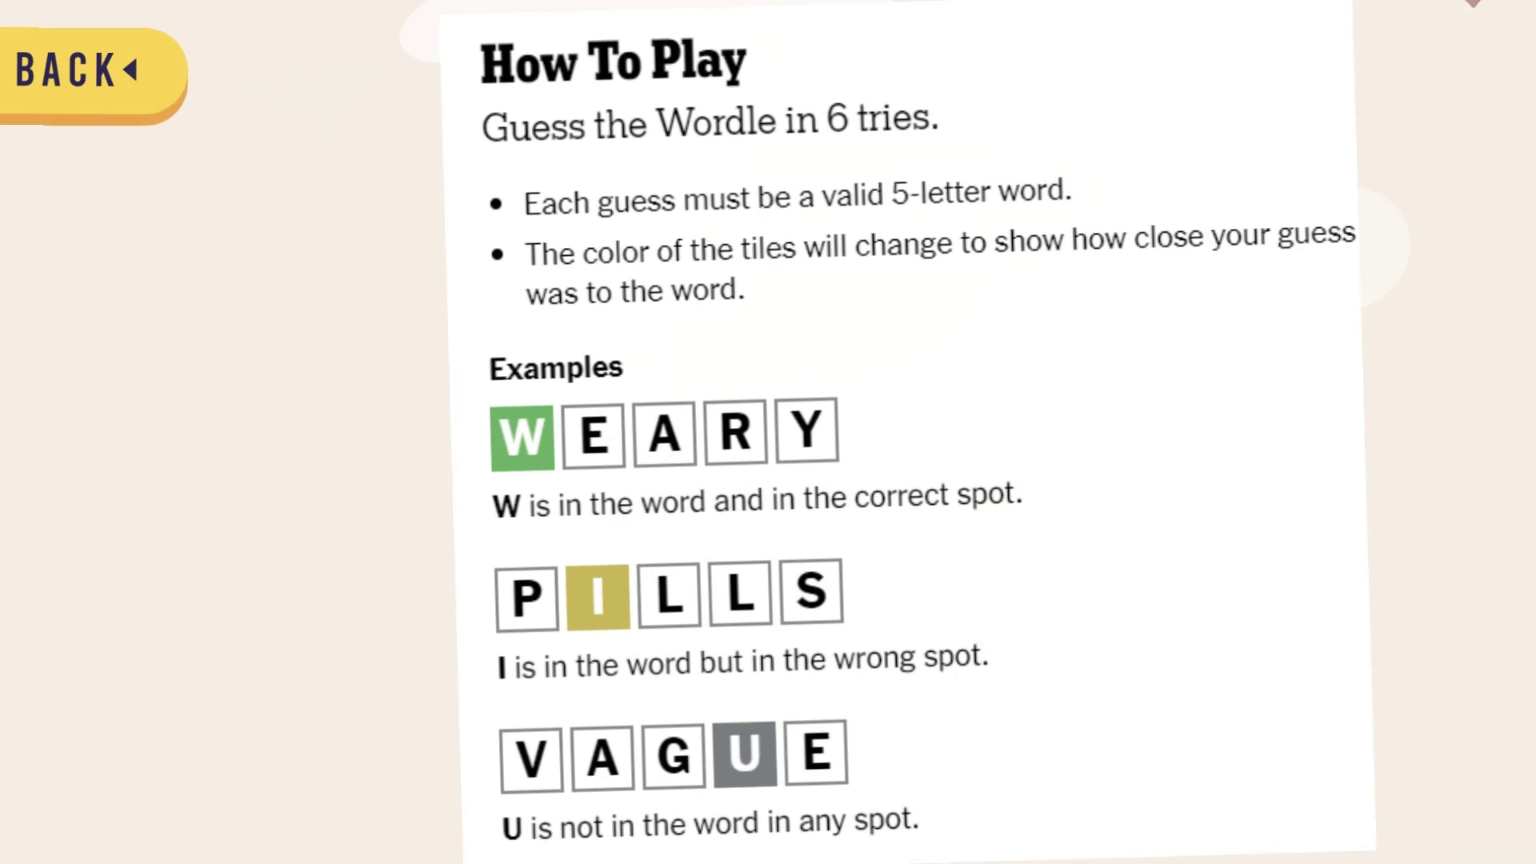 BACK
How To Play
Guess the Wordle in 6 tries.
• Each guess must be a valid 5-letter word.
• The color of the tiles will change to show how close your guess
was to the word.
Examples
W E A R Y
W is in the word and in the correct spot.
P I L L S
I is in the word but in the wrong spot.
V A G U E
U is not in the word in any spot.